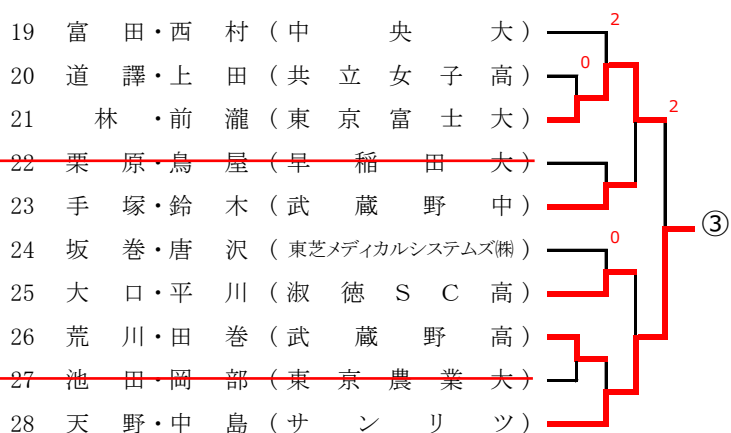 19 富田・西村(中央大)
2
20 道譯・上田(共立女子高)
0
21 林・前瀧(東京富士大)
2
22 栗原・鳥屋(早稲田大)
23 手塚・鈴木(武蔵野中)
③
24 坂巻・唐沢(東芝メディカルシステムズ㈱)
0
25 大口・平川(淑徳SC高)
26 荒川・田巻(武蔵野高)
27 池田・岡部(東京農業大)
28 天野・中島(サンリツ)